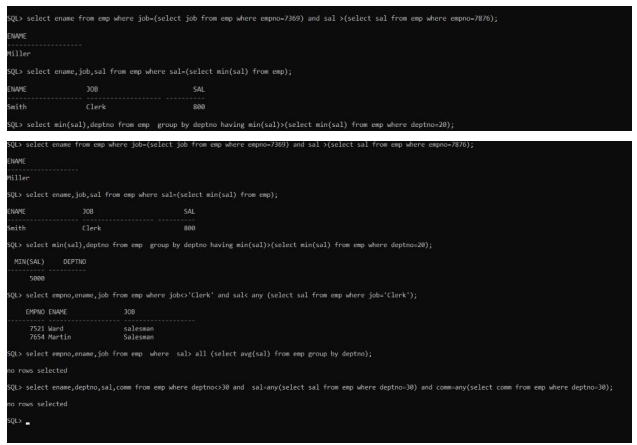 SQL> select ename from emp where job=(select job from emp where empno=7369) and sal >(select sal from emp where empno=7876);
ENAME
--------------------
Miller
SQL> select ename,job,sal from emp where sal=(select min(sal) from emp);
ENAME JOB SAL
-------------------- -------------------- ----------
Smith Clerk 800
SQL> select min(sal),deptno from emp  group by deptno having min(sal)>(select min(sal) from emp where deptno=20);
SQL> select ename from emp where job=(select job from emp where empno=7369) and sal >(select sal from emp where empno=7876);
ENAME
--------------------
Miller
SQL> select ename,job,sal from emp where sal=(select min(sal) from emp);
ENAME JOB SAL
-------------------- -------------------- ----------
Smith Clerk 800
SQL> select min(sal),deptno from emp  group by deptno having min(sal)>(select min(sal) from emp where deptno=20);
MIN(SAL) DEPTNO
---------- ----------
5000
SQL> select empno,ename,job from emp where job<>'Clerk' and sal< any (select sal from emp where job='Clerk');
EMPNO ENAME JOB
---------- -------------------- --------------------
7521 Ward salesman
7654 Martin Salesman
SQL> select empno,ename,job from emp  where  sal> all (select avg(sal) from emp group by deptno);
no rows selected
SQL> select ename,deptno,sal,comm from emp where deptno<>30 and  sal=any(select sal from emp where deptno=30) and comm=any(select comm from emp where deptno=30);
no rows selected
SQL>